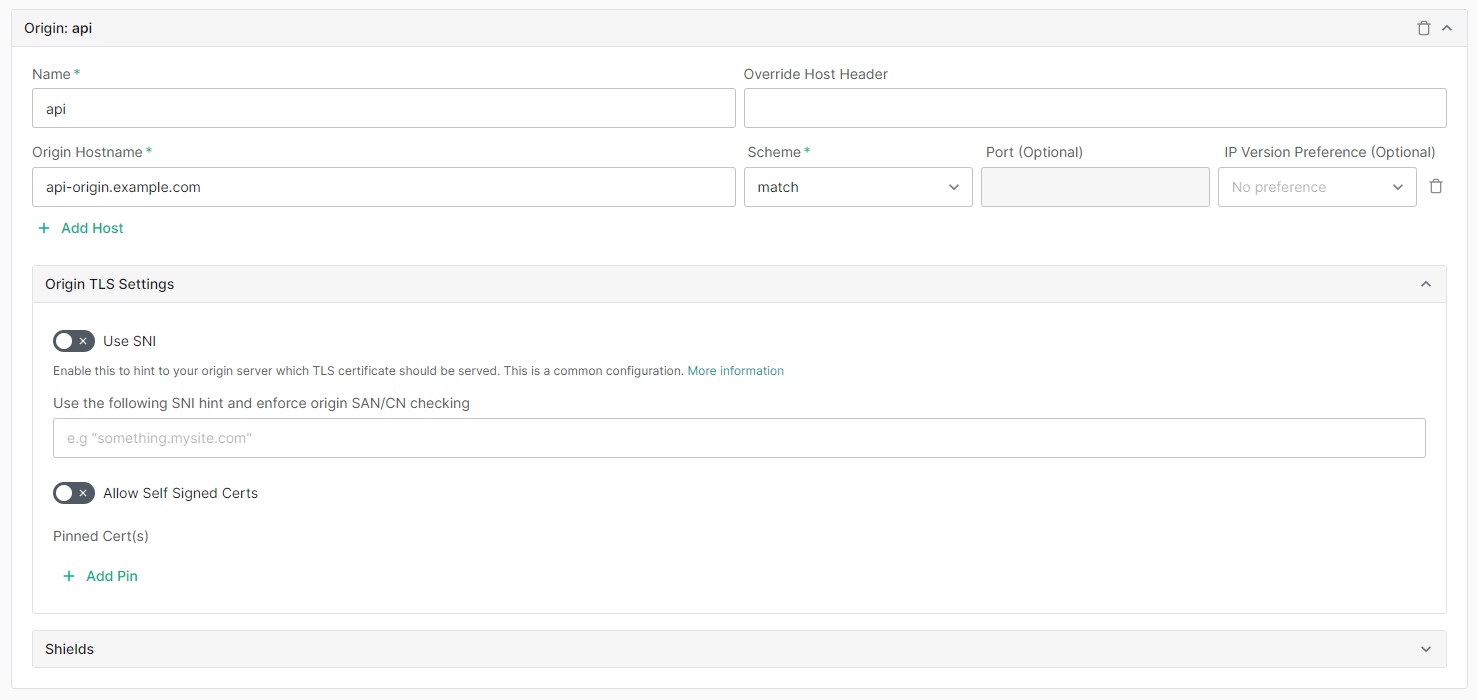 Origin: api
Name *
Override Host Header
api
Origin Hostname *
Scheme *
Port (Optional)
IP Version Preference (Optional)
api-origin.example.com
match
No preference
+ Add Host
Origin TLS Settings
Use SNI
Enable this to hint to your origin server which TLS certificate should be served. This is a common configuration. More information
Use the following SNI hint and enforce origin SAN/CN checking
e.g "something.mysite.com"
Allow Self Signed Certs
Pinned Cert(s)
+ Add Pin
Shields